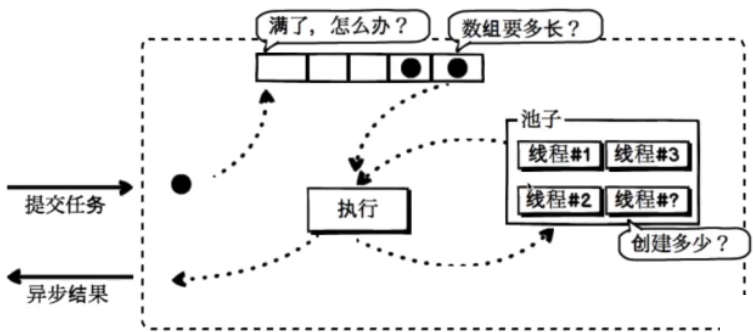 满了，怎么办？
数组要多长？
池子
线程#1
线程#3
线程#2
线程#?
创建多少？
执行
提交任务
异步结果